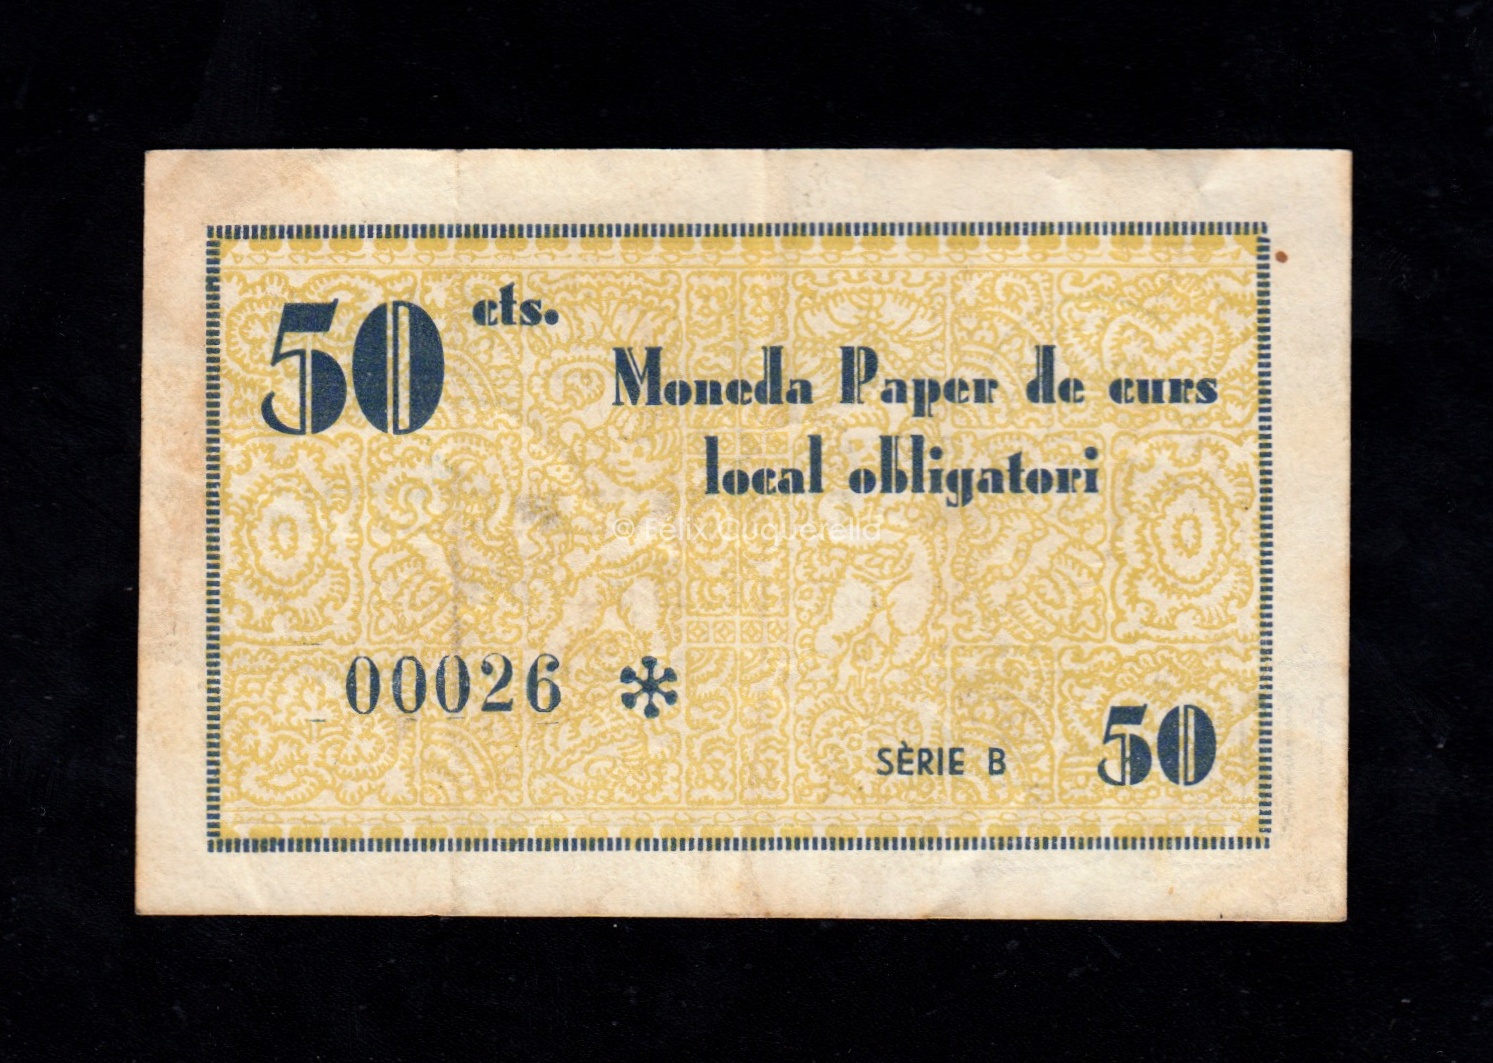 50 cts.
Moneda Paper de curs
local obligatori
© Fèlix Cuquerella
00026 *
SÈRIE B 50